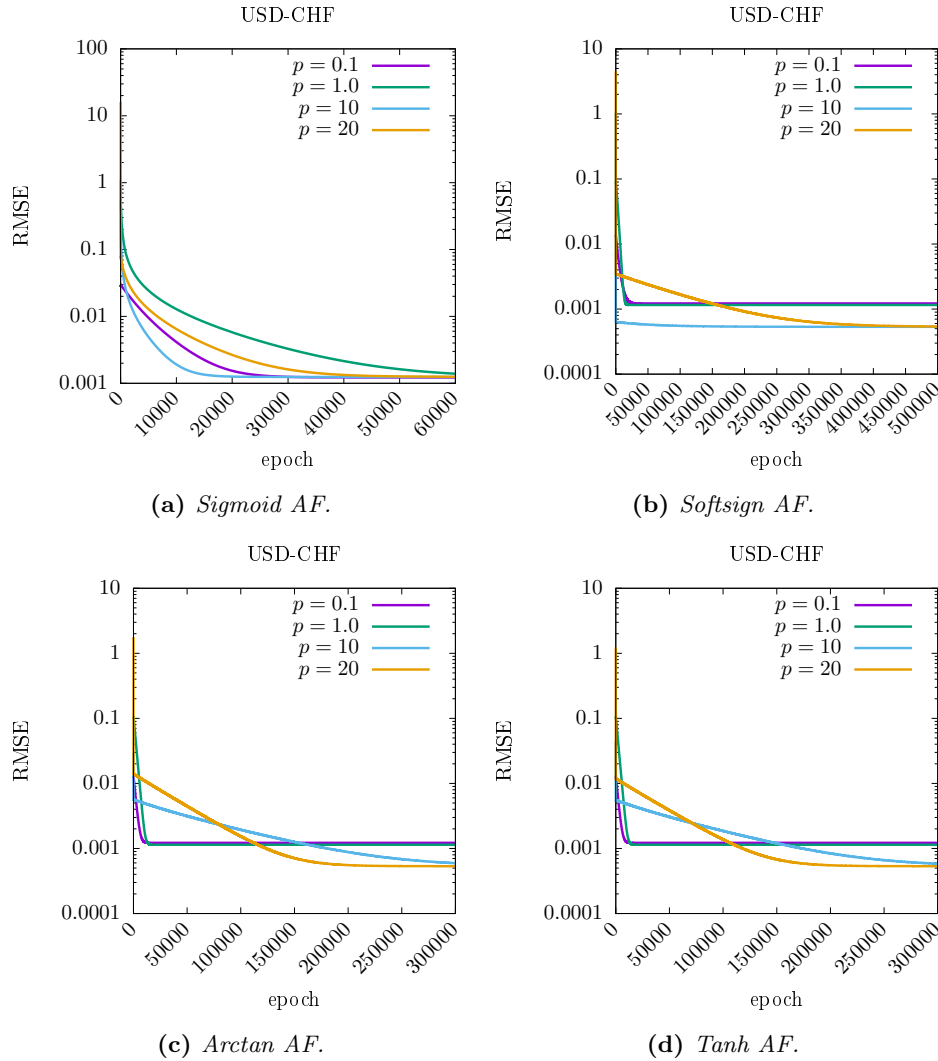 USD-CHF
100
10
1
0.1
0.01
0.001
RMSE
p = 0.1
p = 1.0
p = 10
p = 20
0
10000
20000
30000
40000
50000
60000
epoch
(a) Sigmoid AF.
USD-CHF
10
1
0.1
0.01
0.001
0.0001
RMSE
p = 0.1
p = 1.0
p = 10
p = 20
0
50000
100000
150000
200000
250000
300000
350000
400000
450000
500000
epoch
(b) Softsign AF.
USD-CHF
10
1
0.1
0.01
0.001
0.0001
RMSE
p = 0.1
p = 1.0
p = 10
p = 20
0
50000
100000
150000
200000
250000
300000
epoch
(c) Arctan AF.
USD-CHF
10
1
0.1
0.01
0.001
0.0001
RMSE
p = 0.1
p = 1.0
p = 10
p = 20
0
50000
100000
150000
200000
250000
300000
epoch
(d) Tanh AF.